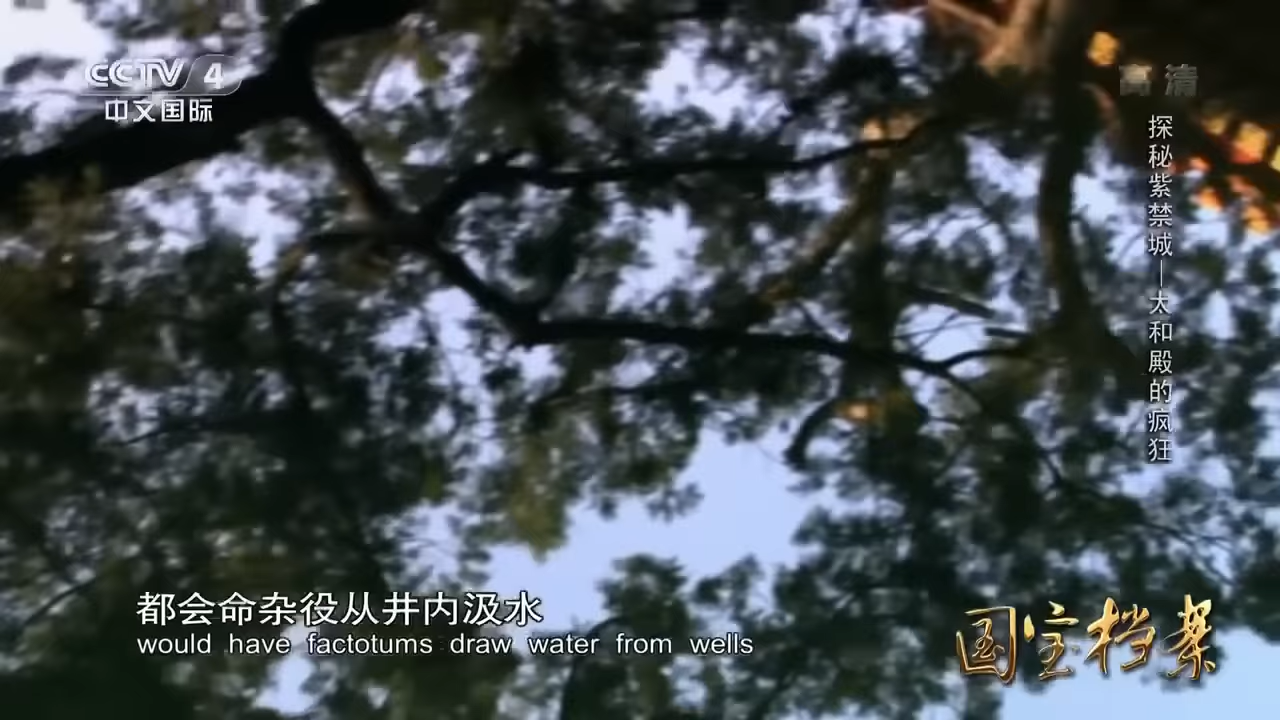 CCTV 4
中文国际
高清
探秘紫禁城—太和殿的疯狂
都会命杂役从井内汲水
would have factotums draw water from wells
国宝档案